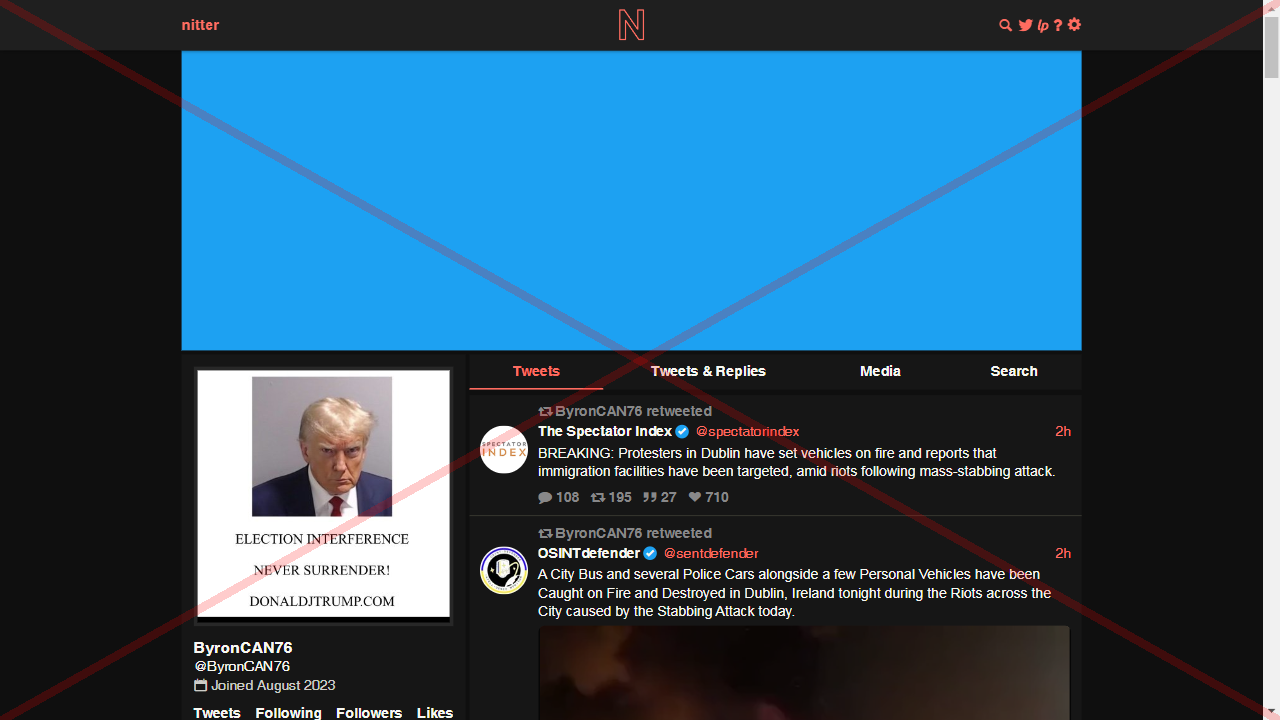 nitter
N
lp ?
Tweets
Tweets & Replies
Media
Search
ELECTION INTERFERENCE
NEVER SURRENDER!
DONALDJTRUMP.COM
ByronCAN76
@ByronCAN76
Joined August 2023
Tweets Following Followers Likes
ByronCAN76 retweeted
SPECTATOR
INDEX
The Spectator Index @spectatorindex 2h
BREAKING: Protesters in Dublin have set vehicles on fire and reports that
immigration facilities have been targeted, amid riots following mass-stabbing attack.
108 195 27 710
ByronCAN76 retweeted
OSINTdefender @sentdefender 2h
A City Bus and several Police Cars alongside a few Personal Vehicles have been
Caught on Fire and Destroyed in Dublin, Ireland tonight during the Riots across the
City caused by the Stabbing Attack today.